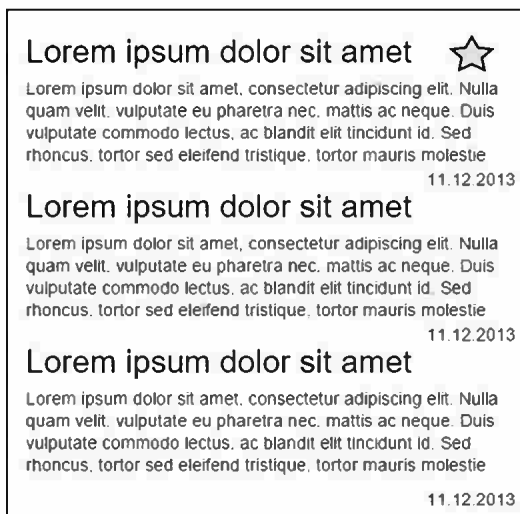 Lorem ipsum dolor sit amet
Lorem ipsum dolor sit amet, consectetur adipiscing elit. Nulla
quam velit, vulputate eu pharetra nec, mattis ac neque. Duis
vulputate commodo lectus, ac blandit elit tincidunt id. Sed
rhoncus, tortor sed eleifend tristique, tortor mauris molestie
11.12.2013
Lorem ipsum dolor sit amet
Lorem ipsum dolor sit amet, consectetur adipiscing elit. Nulla
quam velit, vulputate eu pharetra nec, mattis ac neque. Duis
vulputate commodo lectus, ac blandit elit tincidunt id. Sed
rhoncus, tortor sed eleifend tristique, tortor mauris molestie
11.12.2013
Lorem ipsum dolor sit amet
Lorem ipsum dolor sit amet, consectetur adipiscing elit. Nulla
quam velit, vulputate eu pharetra nec, mattis ac neque. Duis
vulputate commodo lectus, ac blandit elit tincidunt id. Sed
rhoncus, tortor sed eleifend tristique, tortor mauris molestie
11.12.2013